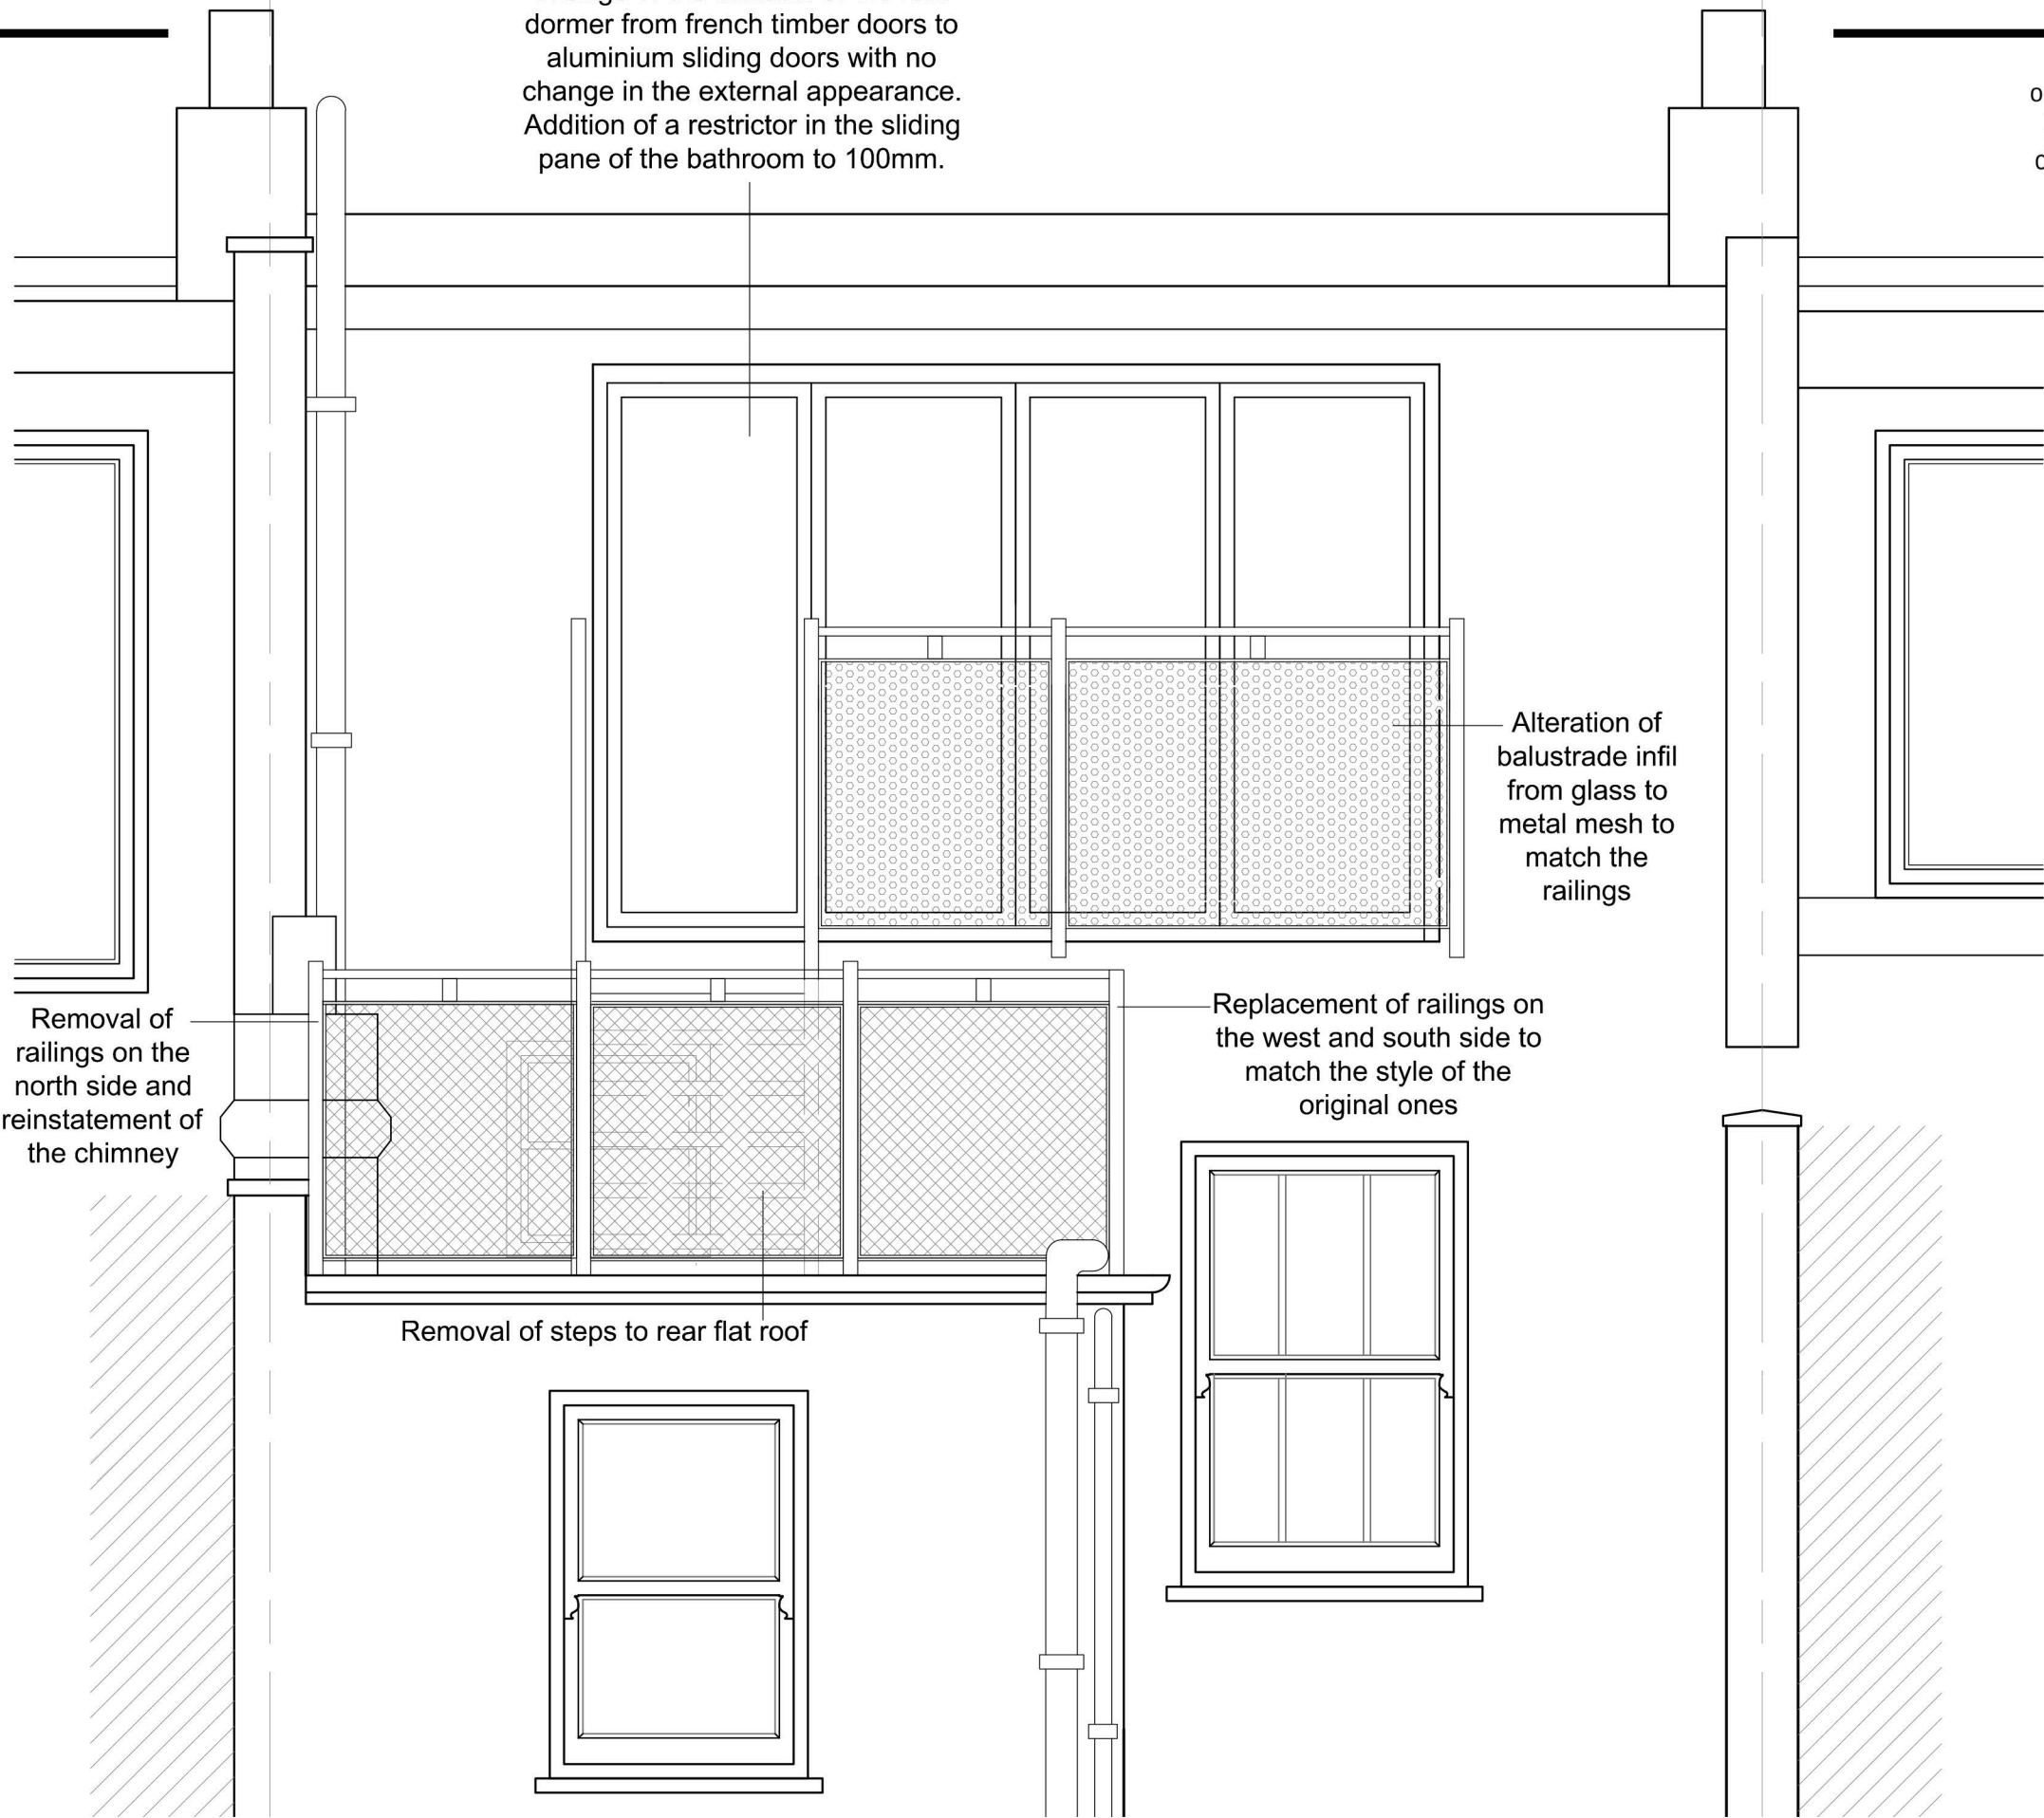 dormer from french timber doors to
aluminium sliding doors with no
change in the external appearance.
Addition of a restrictor in the sliding
pane of the bathroom to 100mm.
Alteration of
balustrade infil
from glass to
metal mesh to
match the
railings
Removal of
railings on the
north side and
reinstatement of
the chimney
Replacement of railings on
the west and south side to
match the style of the
original ones
Removal of steps to rear flat roof